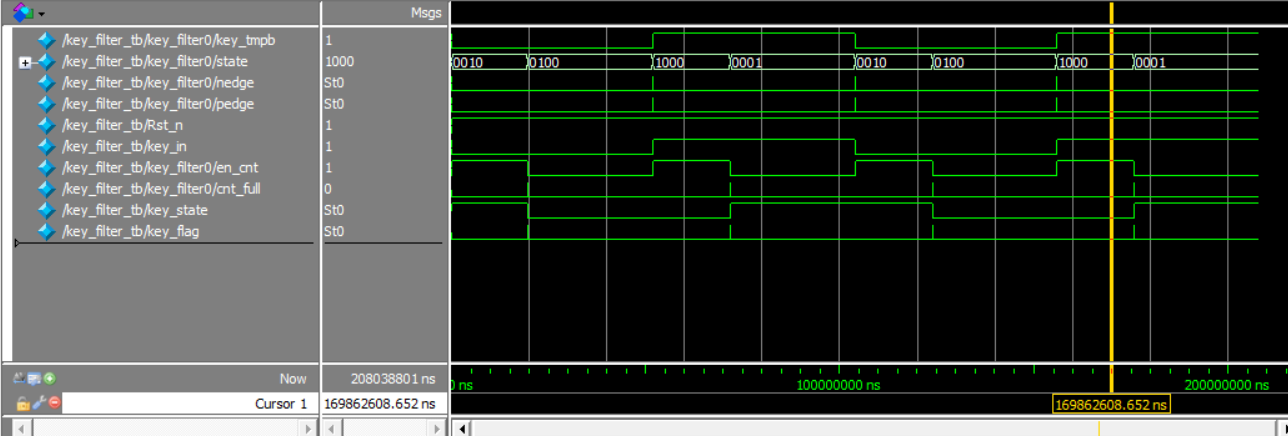 Msgs
/key_filter_tb/key_filter0/key_tmpb 1
/key_filter_tb/key_filter0/state 1000 0010 0100 1000 0001 0010 0100 1000 0001
/key_filter_tb/key_filter0/nedge St0
/key_filter_tb/key_filter0/pedge St0
/key_filter_tb/Rst_n 1
/key_filter_tb/key_in 1
/key_filter_tb/key_filter0/en_cnt 1
/key_filter_tb/key_filter0/cnt_full 0
/key_filter_tb/key_state St0
/key_filter_tb/key_flag St0
Now 208038801 ns 0 ns 100000000 ns 200000000 ns
Cursor 1 169862608.652 ns 169862608.652 ns